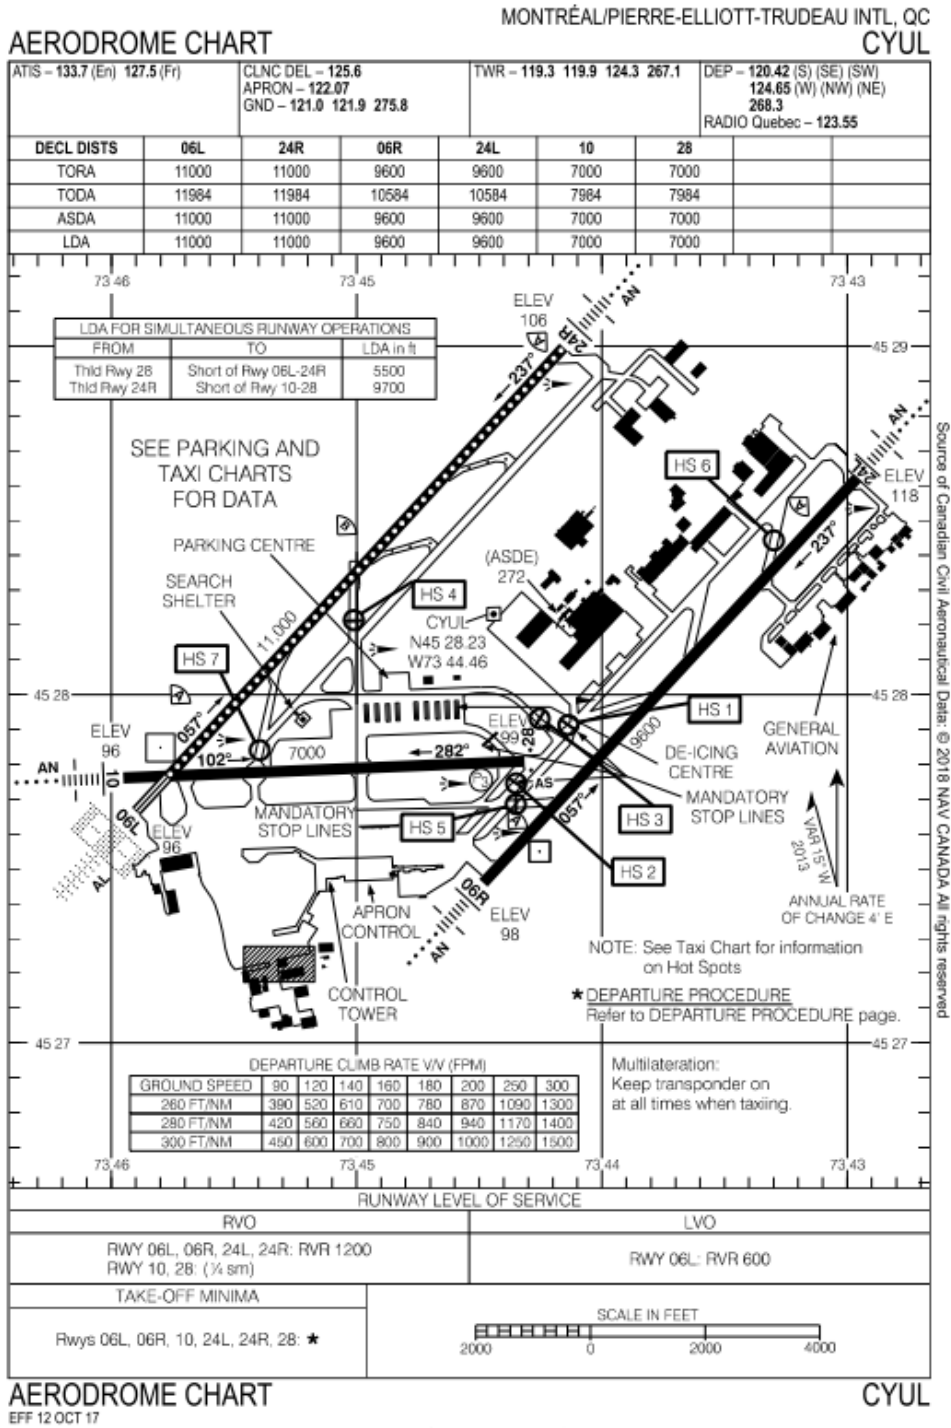 MONTRÉAL/PIERRE-ELLIOTT-TRUDEAU INTL, QC
AERODROME CHART CYUL
ATIS – 133.7 (En) 127.5 (Fr)
CLNC DEL – 125.6
APRON – 122.07
GND – 121.0 121.9 275.8
TWR – 119.3 119.9 124.3 267.1
DEP – 120.42 (S) (SE) (SW)
124.65 (W) (NW) (NE)
268.3
RADIO Quebec – 123.55
DECL DISTS 06L 24R 06R 24L 10 28
TORA 11000 11000 9600 9600 7000 7000
TODA 11984 11984 10584 10584 7984 7984
ASDA 11000 11000 9600 9600 7000 7000
LDA 11000 11000 9600 9600 7000 7000
73 46 73 45 73 43
LDA FOR SIMULTANEOUS RUNWAY OPERATIONS
FROM TO LDA in ft
Thld Rwy 28 Short of Rwy 06L-24R 5500
Thld Rwy 24R Short of Rwy 10-28 9700
ELEV
106
AN
24R
45 29
237°
SEE PARKING AND
TAXI CHARTS
FOR DATA
HS 6
AN
24L
ELEV
118
A
B
PARKING CENTRE
SEARCH
SHELTER
(ASDE)
272
237°
HS 4
11,000
CYUL
N45 28.23
W73 44.46
HS 7
45 28
45 28
HS 1
ELEV
96
057°
ELEV
99
28
9600
DE-ICING
CENTRE
GENERAL
AVIATION
AN
10
102°
7000
282°
AS
MANDATORY
STOP LINES
MANDATORY
STOP LINES
HS 5
HS 3
HS 2
057°
06L
ELEV
96
AL
VAR 15° W
2013
ANNUAL RATE
OF CHANGE 4' E
06R
ELEV
98
AN
APRON
CONTROL
CONTROL
TOWER
NOTE: See Taxi Chart for information
on Hot Spots
* DEPARTURE PROCEDURE
Refer to DEPARTURE PROCEDURE page.
45 27
45 27
DEPARTURE CLIMB RATE V/V (FPM)
GROUND SPEED 90 120 140 160 180 200 250 300
260 FT/NM 390 520 610 700 780 870 1090 1300
280 FT/NM 420 560 660 750 840 940 1170 1400
300 FT/NM 450 600 700 800 900 1000 1250 1500
Multilateration:
Keep transponder on
at all times when taxiing.
73 46 73 45 73 44 73 43
Source of Canadian Civil Aeronautical Data: © 2018 NAV CANADA All rights reserved
RUNWAY LEVEL OF SERVICE
RVO LVO
RWY 06L, 06R, 24L, 24R: RVR 1200
RWY 10, 28: (¼ sm)
RWY 06L: RVR 600
TAKE-OFF MINIMA
Rwys 06L, 06R, 10, 24L, 24R, 28: *
SCALE IN FEET
2000 0 2000 4000
AERODROME CHART CYUL
EFF 12 OCT 17